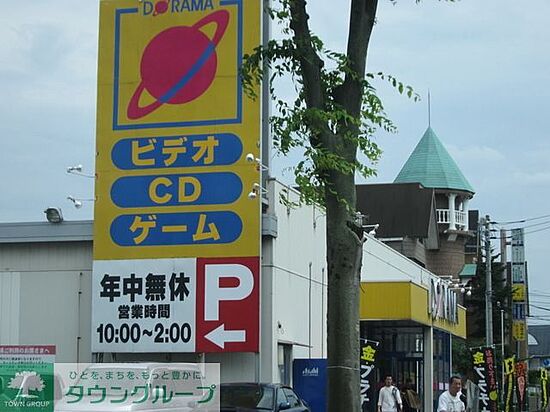 DORAMA
ビデオ
CD
ゲーム
年中無休
営業時間
10:00~2:00
P
ひとを、まちを、もっと豊かに。
タウングループ
TOWN GROUP